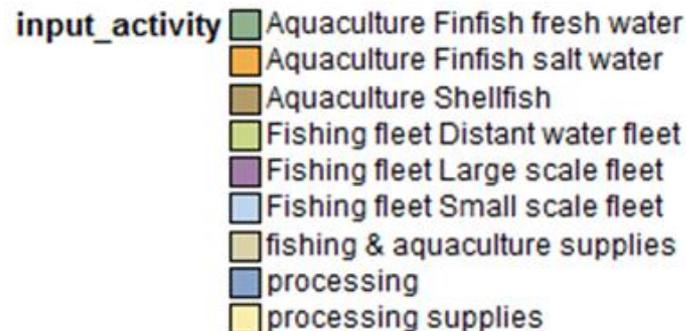 input_activity Aquaculture Finfish fresh water
Aquaculture Finfish salt water
Aquaculture Shellfish
Fishing fleet Distant water fleet
Fishing fleet Large scale fleet
Fishing fleet Small scale fleet
fishing & aquaculture supplies
processing
processing supplies